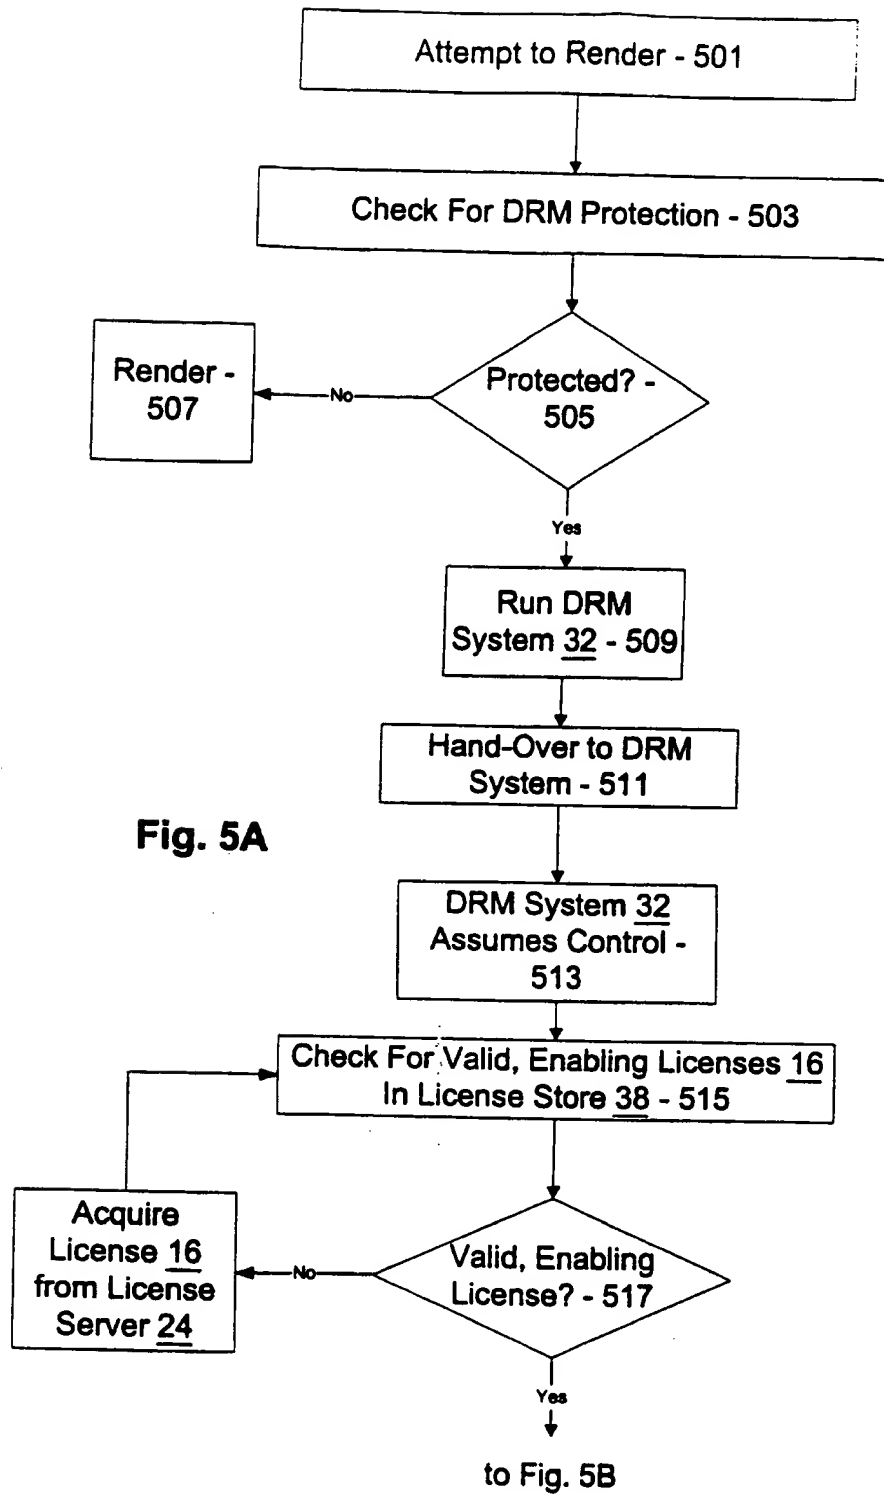 Attempt to Render - 501
Check For DRM Protection - 503
Protected? -
505
No
Render -
507
Yes
Run DRM
System 32 - 509
Hand-Over to DRM
System - 511
Fig. 5A
DRM System 32
Assumes Control -
513
Check For Valid, Enabling Licenses 16
In License Store 38 - 515
Valid, Enabling
License? - 517
No
Acquire
License 16
from License
Server 24
Yes
to Fig. 5B